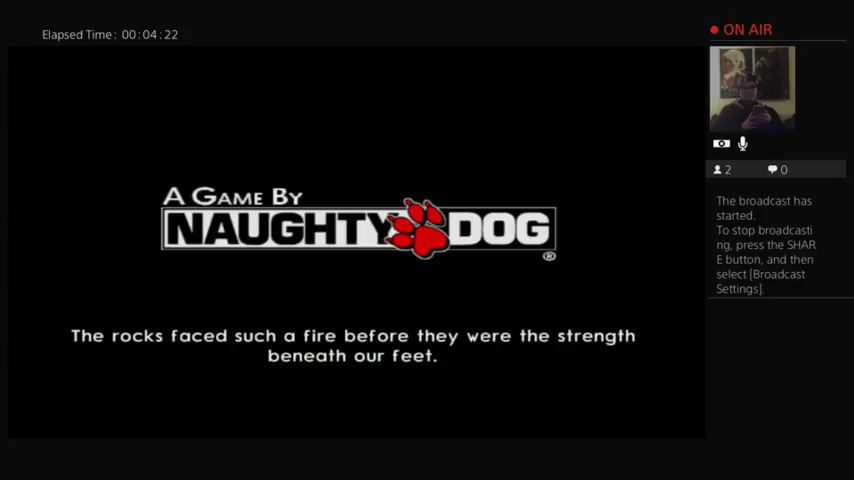 Elapsed Time: 00:04:22
ON AIR
2 0
A GAME BY
NAUGHTY DOG
®
The rocks faced such a fire before they were the strength
beneath our feet.
The broadcast has
started.
To stop broadcasti
ng, press the SHAR
E button, and then
select [Broadcast
Settings].